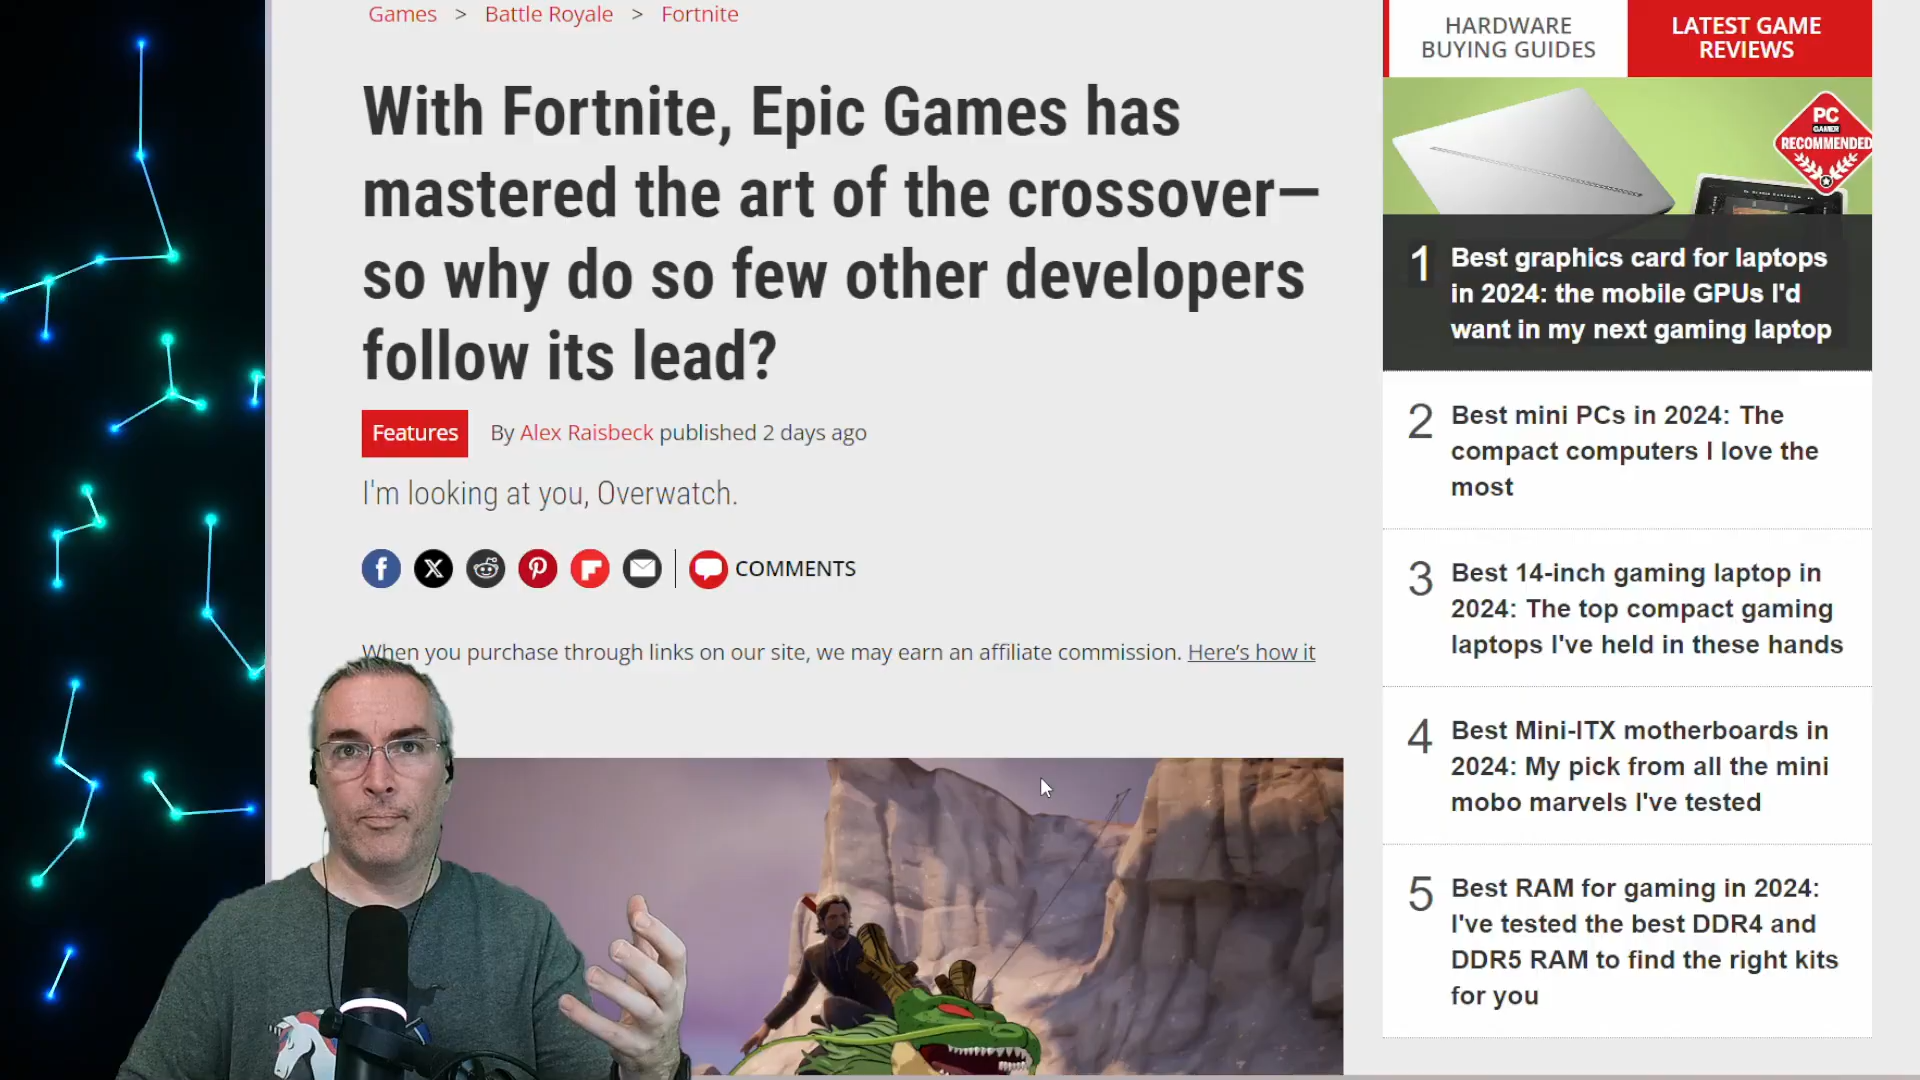 Games > Battle Royale > Fortnite
With Fortnite, Epic Games has
mastered the art of the crossover—
so why do so few other developers
follow its lead?
Features By Alex Raisbeck published 2 days ago
I'm looking at you, Overwatch.
COMMENTS
When you purchase through links on our site, we may earn an affiliate commission. Here's how it
HARDWARE
BUYING GUIDES
LATEST GAME
REVIEWS
PC
GAMER
RECOMMENDED
1 Best graphics card for laptops
in 2024: the mobile GPUs I'd
want in my next gaming laptop
2 Best mini PCs in 2024: The
compact computers I love the
most
3 Best 14-inch gaming laptop in
2024: The top compact gaming
laptops I've held in these hands
4 Best Mini-ITX motherboards in
2024: My pick from all the mini
mobo marvels I've tested
5 Best RAM for gaming in 2024:
I've tested the best DDR4 and
DDR5 RAM to find the right kits
for you